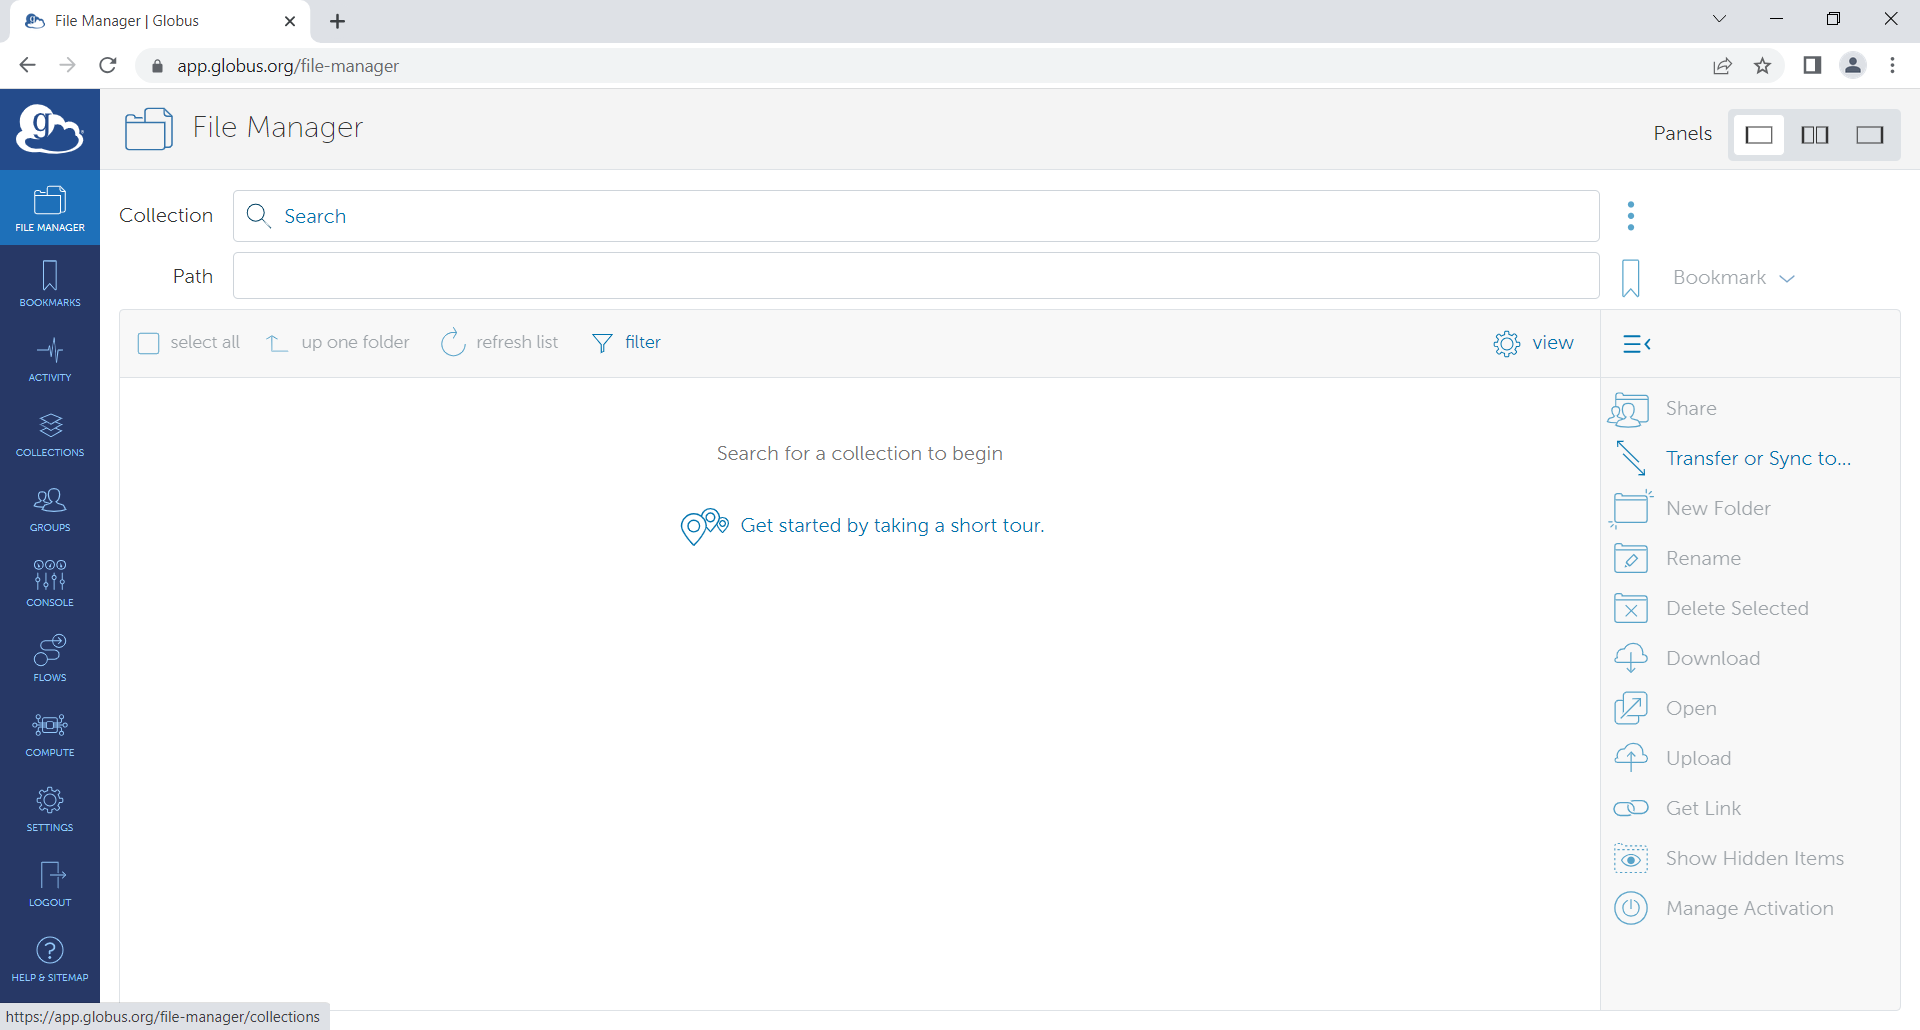 File Manager | Globus
app.globus.org/file-manager
g
File Manager
Panels
FILE MANAGER
Collection
Search
Path
Bookmark
BOOKMARKS
select all
up one folder
refresh list
filter
view
ACTIVITY
COLLECTIONS
GROUPS
CONSOLE
FLOWS
COMPUTE
SETTINGS
LOGOUT
?
HELP & SITEMAP
Search for a collection to begin
Get started by taking a short tour.
Share
Transfer or Sync to...
New Folder
Rename
Delete Selected
Download
Open
Upload
Get Link
Show Hidden Items
Manage Activation
https://app.globus.org/file-manager/collections